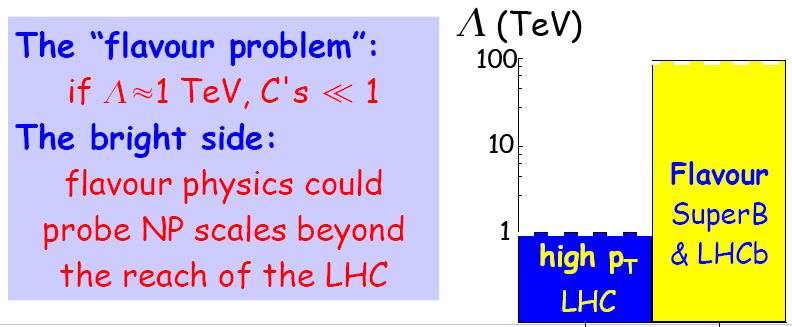 The “flavour problem”:
if Λ≈1 TeV, C's ≪ 1
The bright side:
flavour physics could
probe NP scales beyond
the reach of the LHC
Λ (TeV)
100
10
1
high pT
LHC
Flavour
SuperB
& LHCb